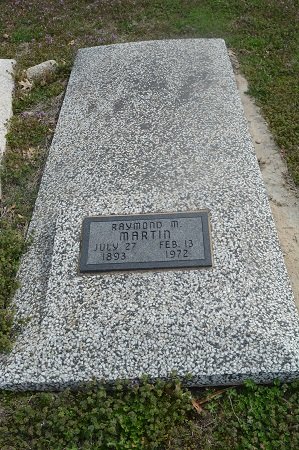 RAYMOND M.
MARTIN
JULY 27 FEB. 13
1893 1972